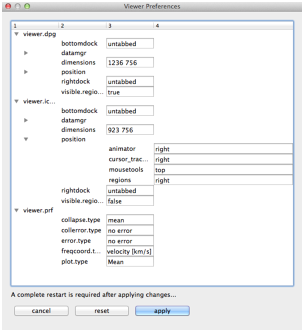 Viewer Preferences
1 2 3 4
viewer.dpg
bottomdock untabbed
datamgr
dimensions 1236 756
position
rightdock untabbed
visible.regio... true
viewer.ic...
bottomdock untabbed
datamgr
dimensions 923 756
position
animator right
cursor_trac... right
mousetools top
regions right
rightdock untabbed
visible.regio... false
viewer.prf
collapse.type mean
collerror.type no error
error.type no error
freqcoord.t... velocity [km/s]
plot.type Mean
A complete restart is required after applying changes...
cancel reset apply